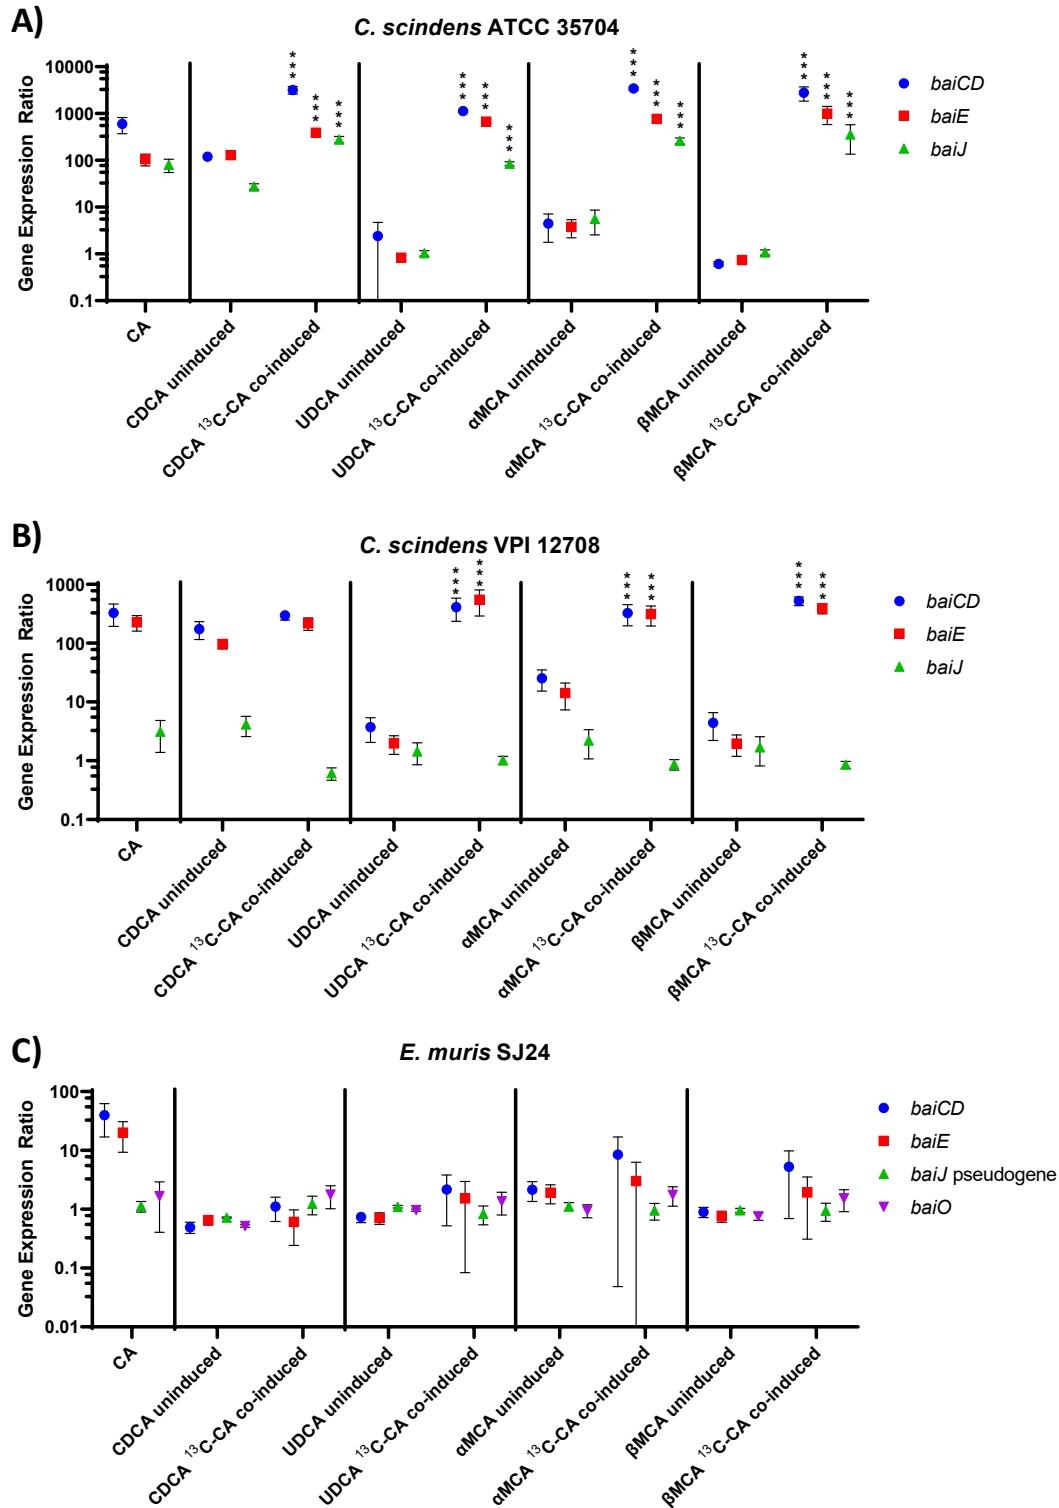 A)
C. scindens ATCC 35704
Gene Expression Ratio
10000
1000
100
10
1
0.1
*** *** *** *** *** *** *** *** *** *** *** ***
baiCD
baiE
baiJ
CA
CDCA uninduced
CDCA ¹³C-CA co-induced
UDCA uninduced
UDCA ¹³C-CA co-induced
αMCA uninduced
αMCA ¹³C-CA co-induced
βMCA uninduced
βMCA ¹³C-CA co-induced
B)
C. scindens VPI 12708
Gene Expression Ratio
1000
100
10
1
0.1
*** *** *** *** *** ***
baiCD
baiE
baiJ
CA
CDCA uninduced
CDCA ¹³C-CA co-induced
UDCA uninduced
UDCA ¹³C-CA co-induced
αMCA uninduced
αMCA ¹³C-CA co-induced
βMCA uninduced
βMCA ¹³C-CA co-induced
C)
E. muris SJ24
Gene Expression Ratio
100
10
1
0.1
0.01
baiCD
baiE
baiJ pseudogene
baiO
CA
CDCA uninduced
CDCA ¹³C-CA co-induced
UDCA uninduced
UDCA ¹³C-CA co-induced
αMCA uninduced
αMCA ¹³C-CA co-induced
βMCA uninduced
βMCA ¹³C-CA co-induced